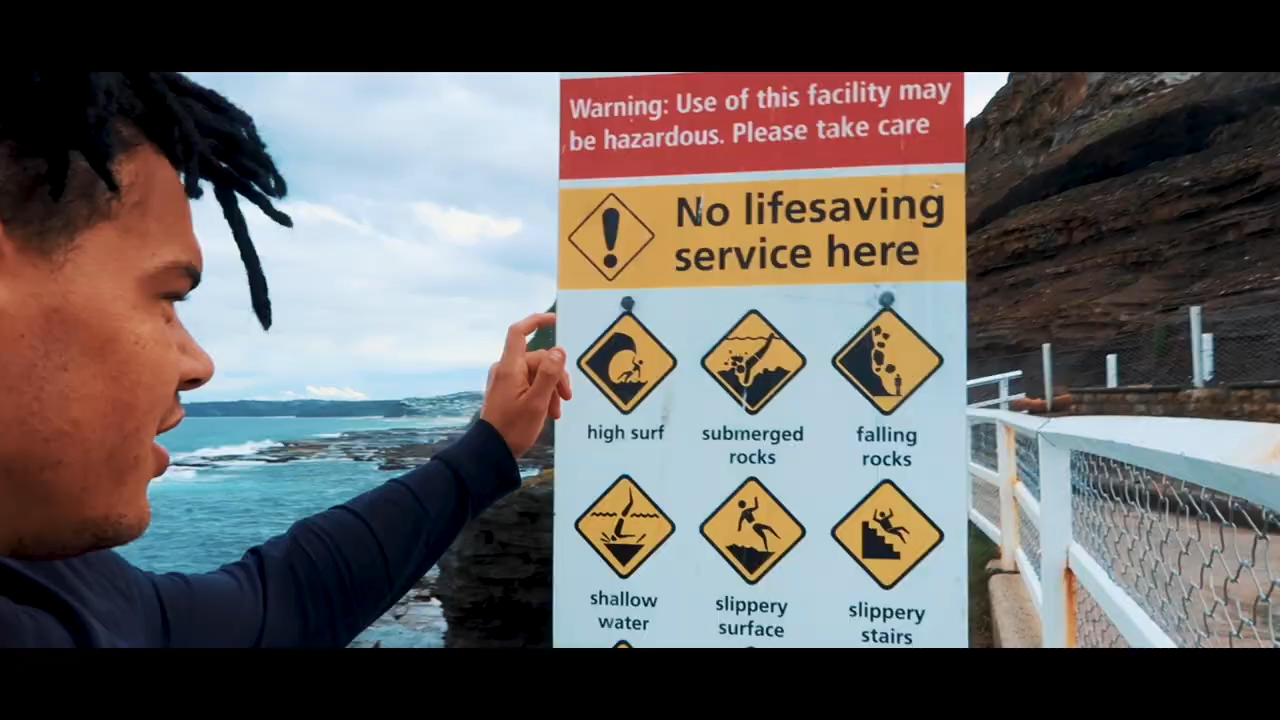 Warning: Use of this facility may
be hazardous. Please take care
No lifesaving
service here
high surf
submerged
rocks
falling
rocks
shallow
water
slippery
surface
slippery
stairs